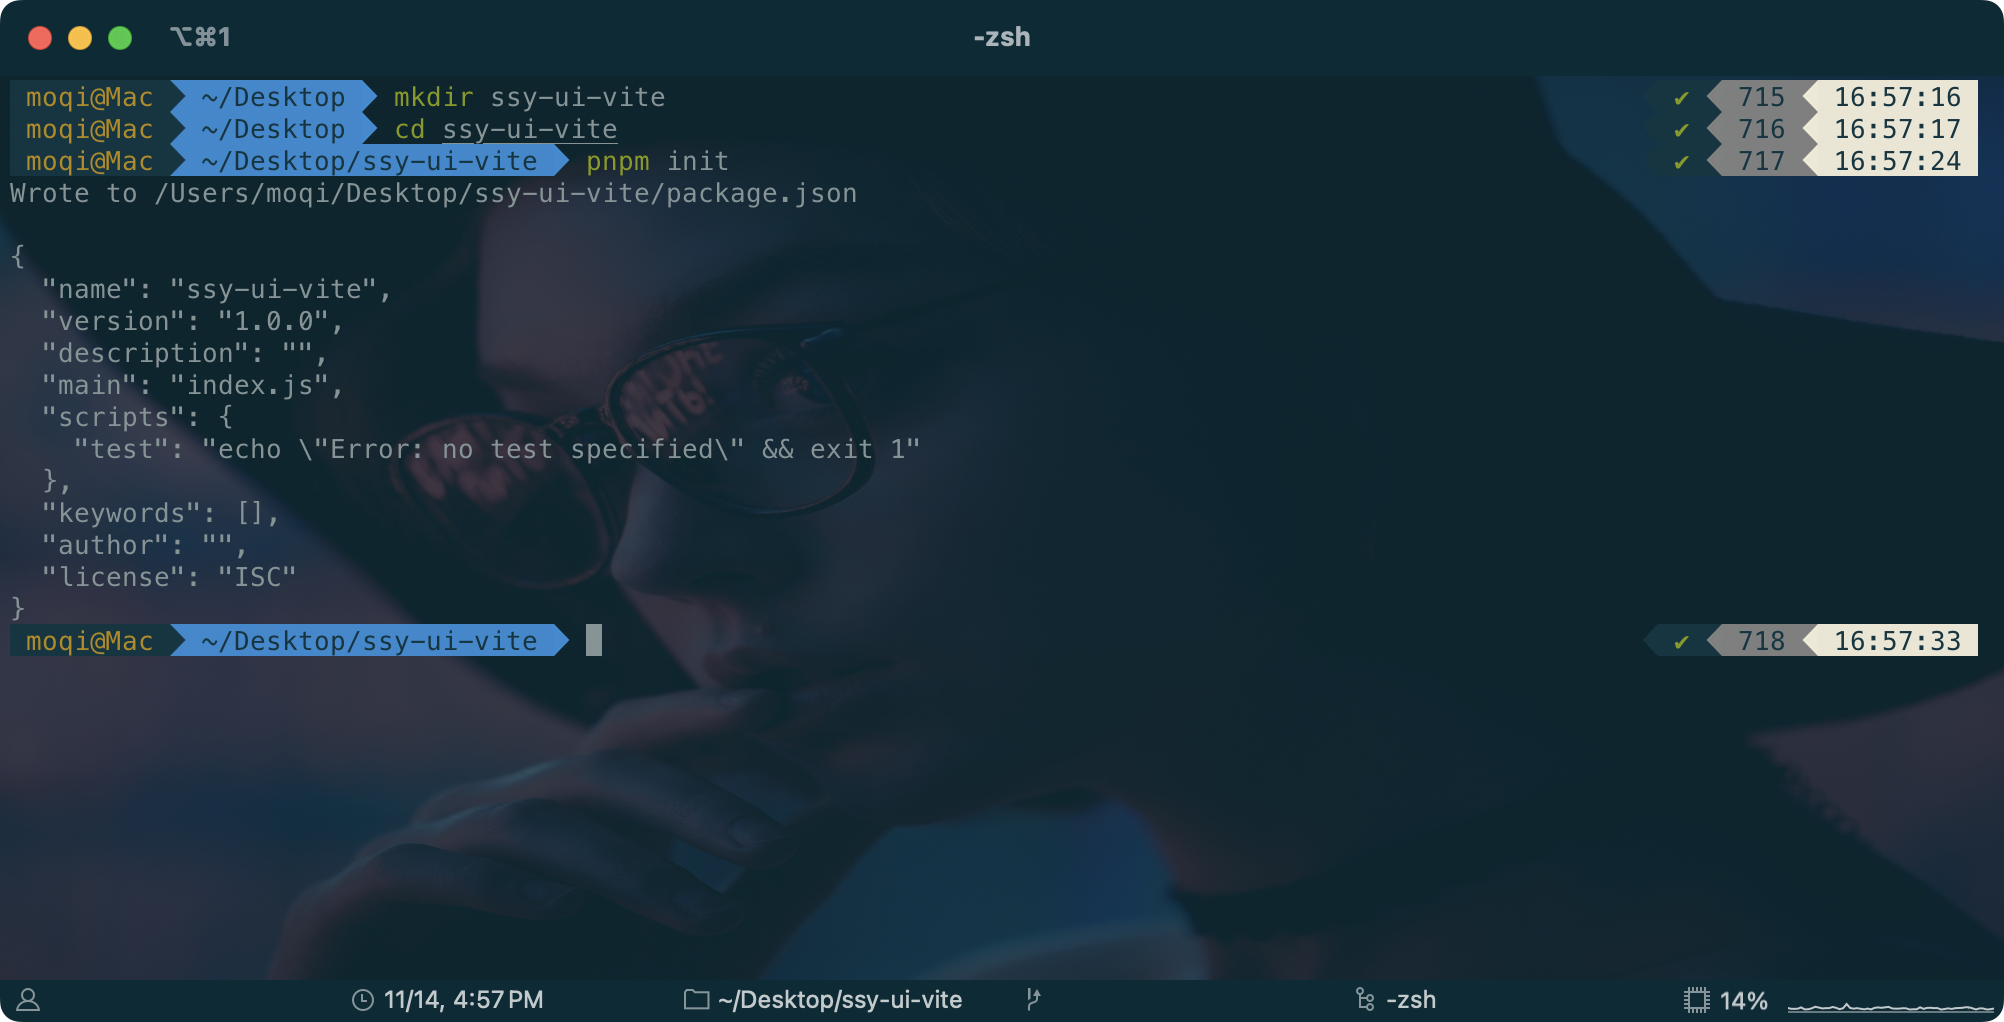 ⌥⌘1
-zsh
moqi@Mac ~/Desktop mkdir ssy-ui-vite ✔ 715 16:57:16
moqi@Mac ~/Desktop cd ssy-ui-vite ✔ 716 16:57:17
moqi@Mac ~/Desktop/ssy-ui-vite pnpm init ✔ 717 16:57:24
Wrote to /Users/moqi/Desktop/ssy-ui-vite/package.json
{
  "name": "ssy-ui-vite",
  "version": "1.0.0",
  "description": "",
  "main": "index.js",
  "scripts": {
    "test": "echo \"Error: no test specified\" && exit 1"
  },
  "keywords": [],
  "author": "",
  "license": "ISC"
}
moqi@Mac ~/Desktop/ssy-ui-vite ✔ 718 16:57:33
11/14, 4:57 PM ~/Desktop/ssy-ui-vite -zsh 14%